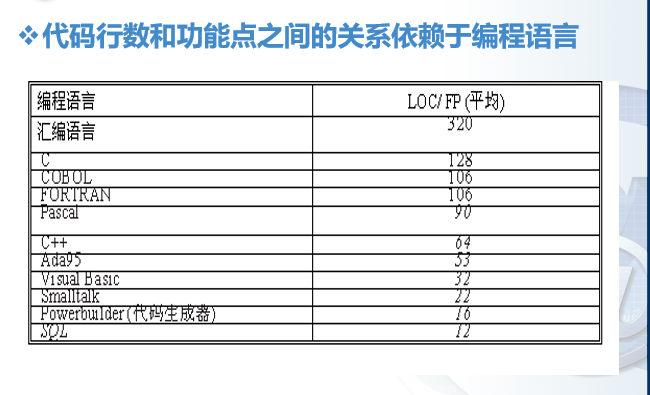 ❖代码行数和功能点之间的关系依赖于编程语言
编程语言 LOC/FP(平均)
汇编语言 320
C 128
COBOL 106
FORTRAN 106
Pascal 90
C++ 64
Ada95 53
Visual Basic 32
Smalltalk 22
Powerbuilder(代码生成器) 16
SQL 12